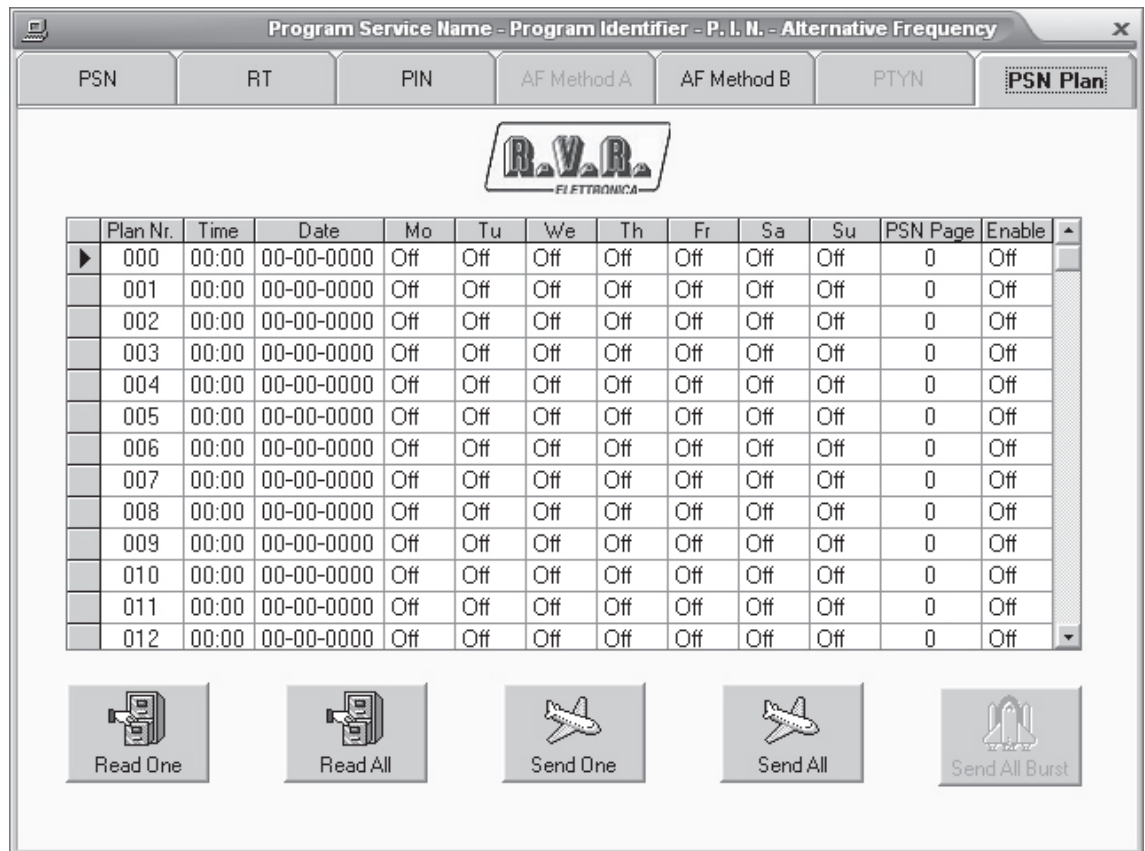 Program Service Name - Program Identifier - P. I. N. - Alternative Frequency x
PSN RT PIN AF Method A AF Method B PTYN PSN Plan
R.V.R.
ELETTRONICA
Plan Nr. Time Date Mo Tu We Th Fr Sa Su PSN Page Enable
000 00:00 00-00-0000 Off Off Off Off Off Off Off 0 Off
001 00:00 00-00-0000 Off Off Off Off Off Off Off 0 Off
002 00:00 00-00-0000 Off Off Off Off Off Off Off 0 Off
003 00:00 00-00-0000 Off Off Off Off Off Off Off 0 Off
004 00:00 00-00-0000 Off Off Off Off Off Off Off 0 Off
005 00:00 00-00-0000 Off Off Off Off Off Off Off 0 Off
006 00:00 00-00-0000 Off Off Off Off Off Off Off 0 Off
007 00:00 00-00-0000 Off Off Off Off Off Off Off 0 Off
008 00:00 00-00-0000 Off Off Off Off Off Off Off 0 Off
009 00:00 00-00-0000 Off Off Off Off Off Off Off 0 Off
010 00:00 00-00-0000 Off Off Off Off Off Off Off 0 Off
011 00:00 00-00-0000 Off Off Off Off Off Off Off 0 Off
012 00:00 00-00-0000 Off Off Off Off Off Off Off 0 Off
Read One Read All Send One Send All Send All Burst